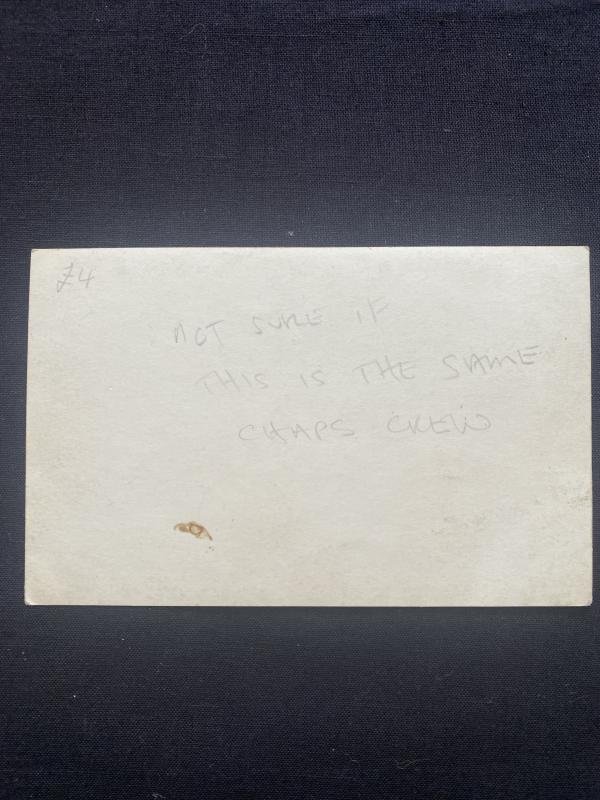 £4
NOT SURE IF
THIS IS THE SAME
CHAPS CREW